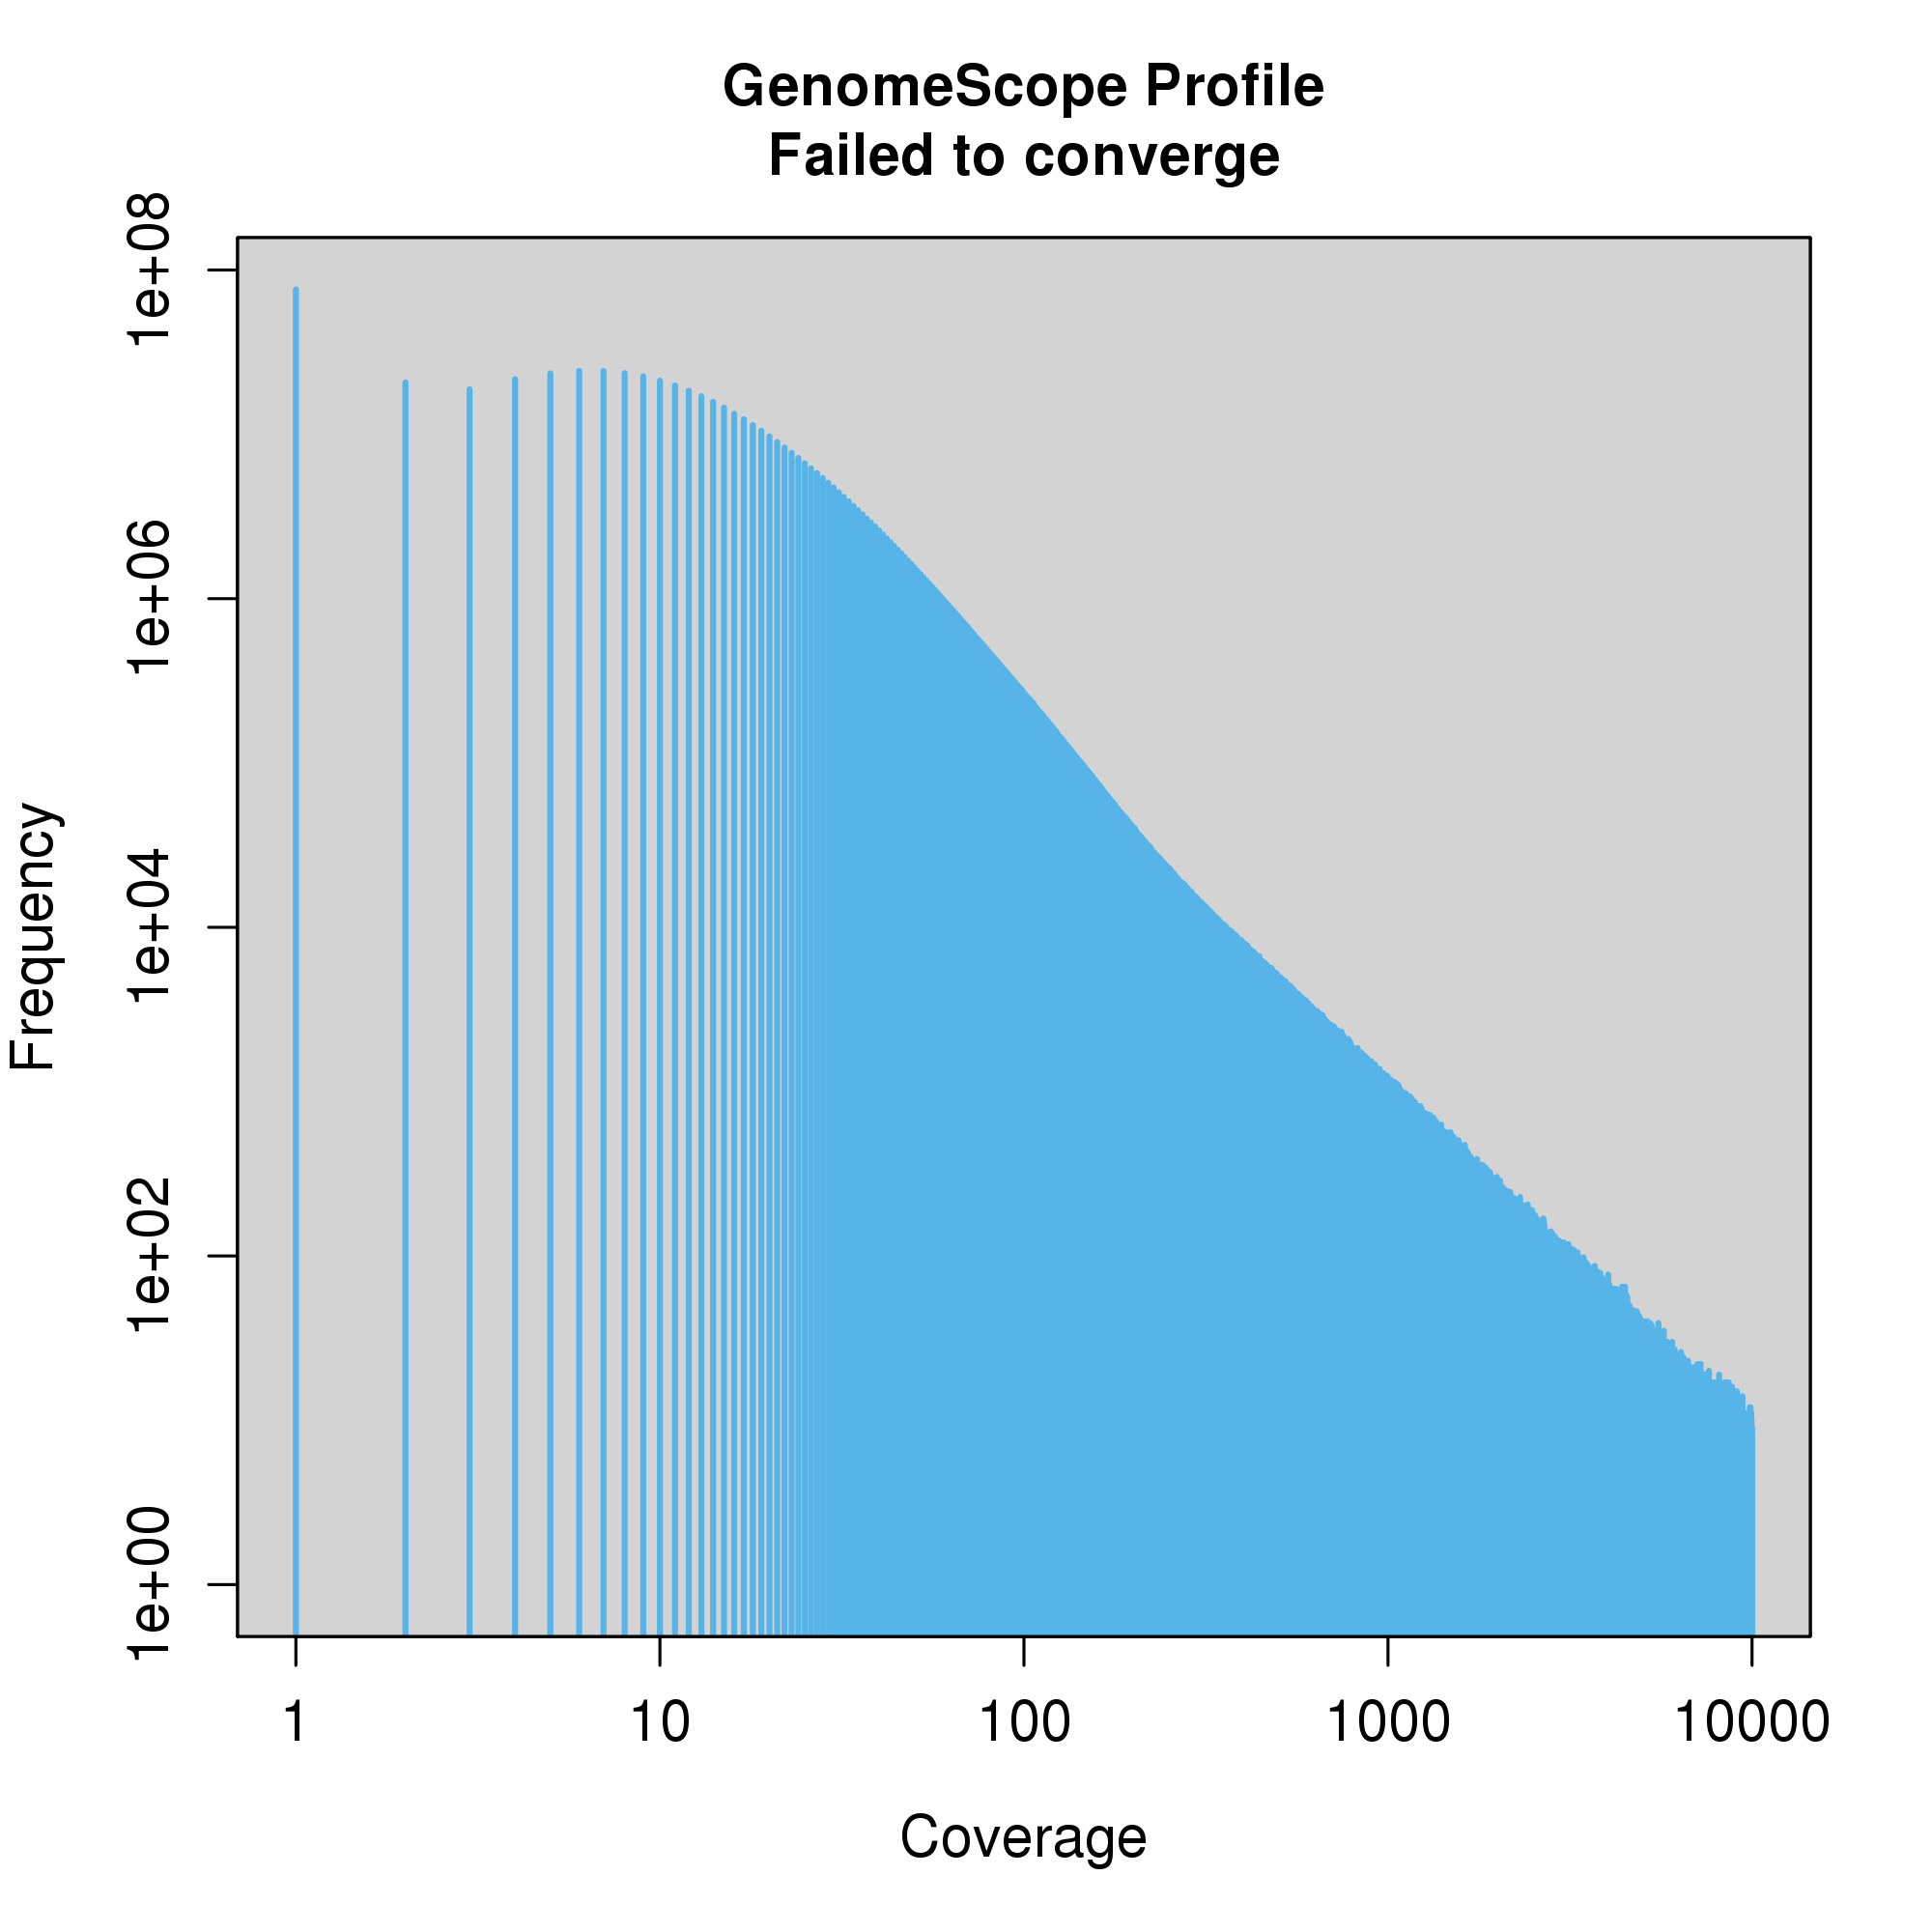 GenomeScope Profile
Failed to converge
1e+08
1e+06
1e+04
1e+02
1e+00
Frequency
1
10
100
1000
10000
Coverage